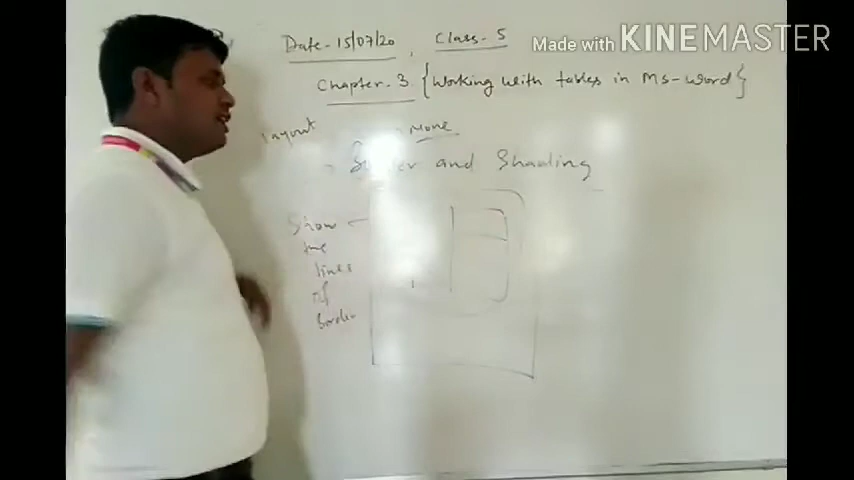 Date-15/07/20, Class-5
Made with KINEMASTER
Chapter-3 {Working with tables in Ms-Word}
Layout
None
and Shading
Show
the
lines
of
Border